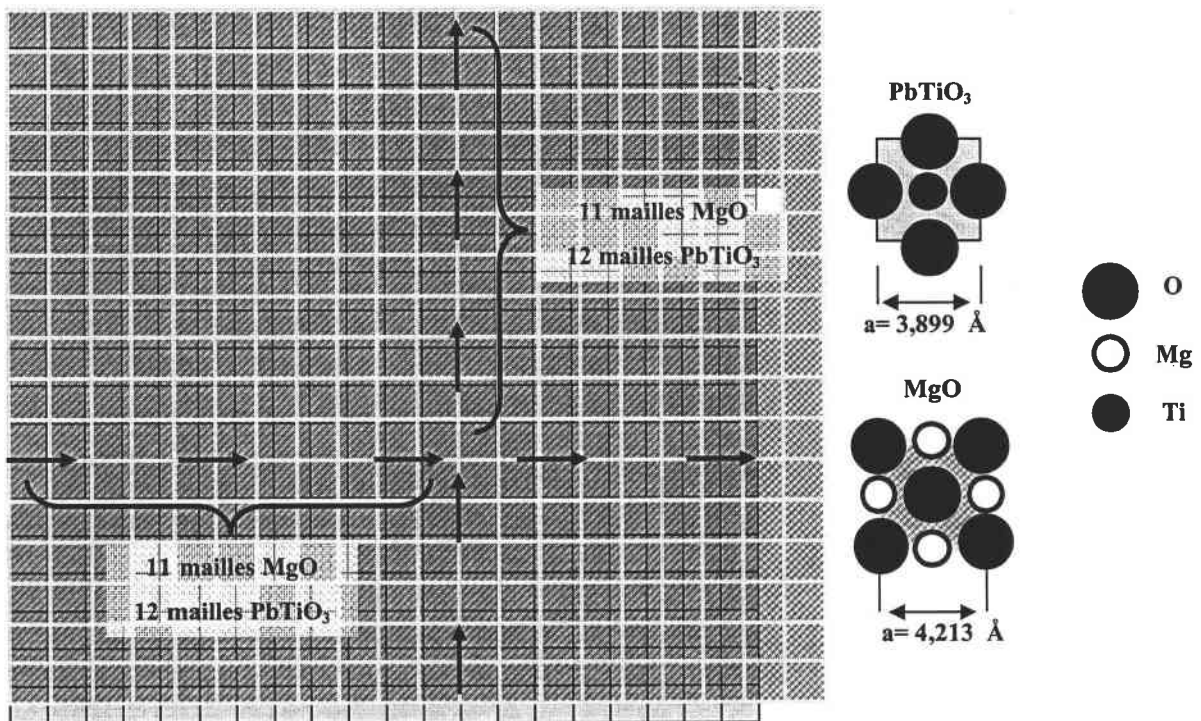 PbTiO₃
11 mailles MgO
12 mailles PbTiO₃
a= 3,899 Å
O
Mg
MgO
Ti
11 mailles MgO
12 mailles PbTiO₃
a= 4,213 Å